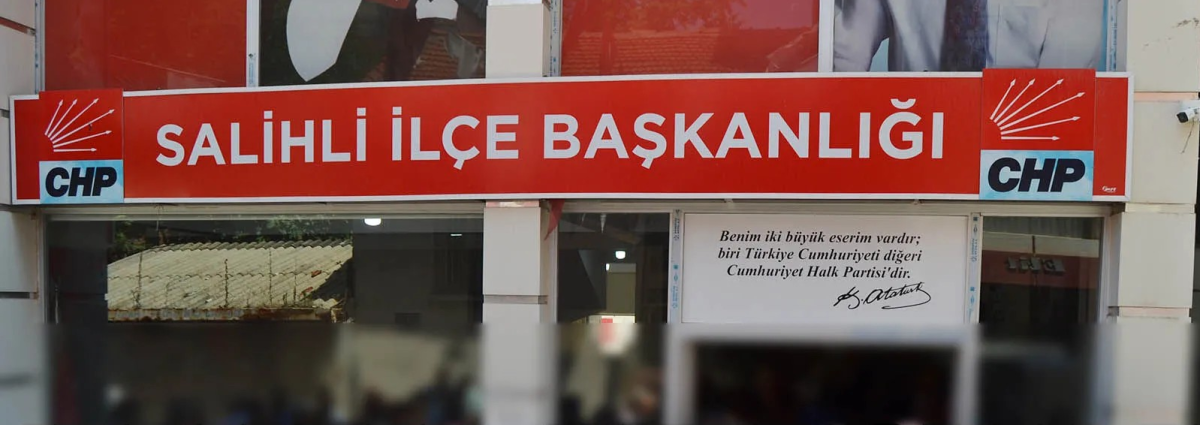 SALİHLİ İLÇE BAŞKANLIĞI
CHP
CHP
Benim iki büyük eserim vardır;
biri Türkiye Cumhuriyeti diğeri
Cumhuriyet Halk Partisi'dir.
K. Atatürk